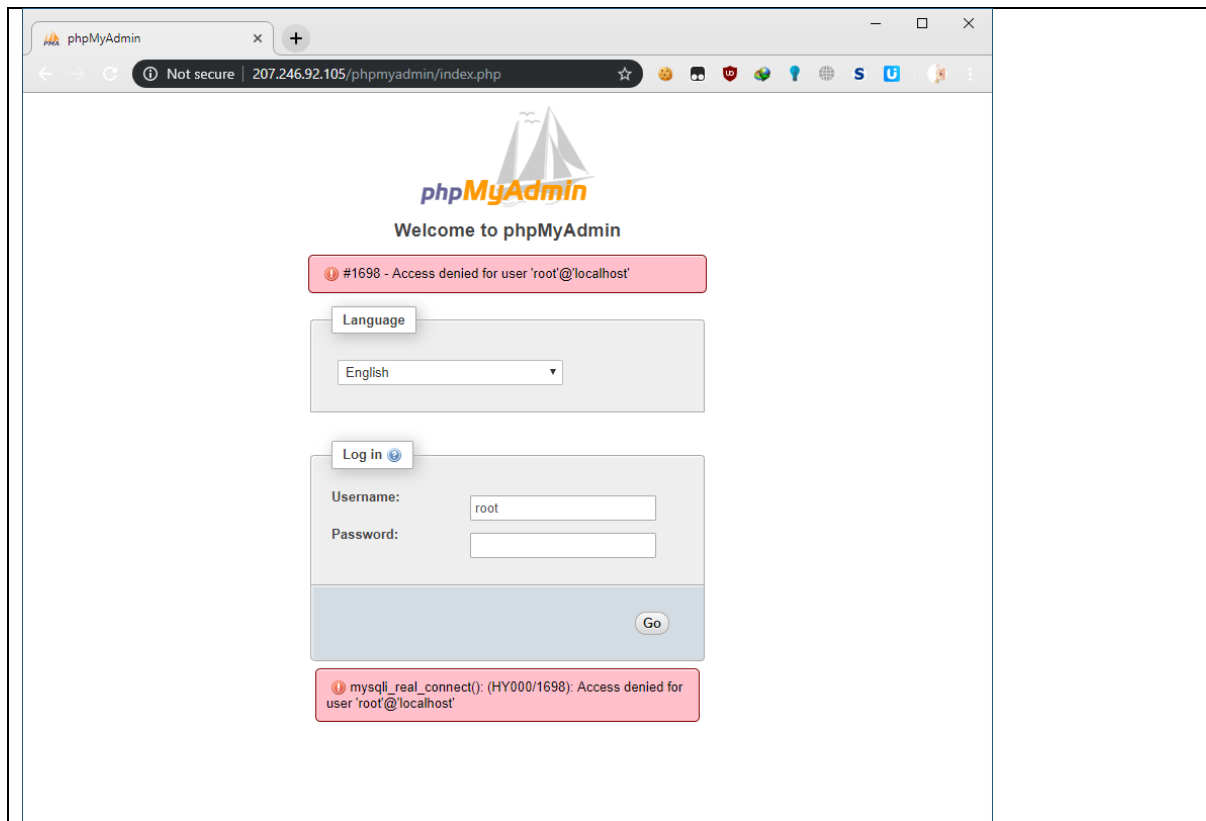 phpMyAdmin
Not secure | 207.246.92.105/phpmyadmin/index.php
phpMyAdmin
Welcome to phpMyAdmin
#1698 - Access denied for user 'root'@'localhost'
Language
English
Log in
Username:
root
Password:
Go
mysqli_real_connect(): (HY000/1698): Access denied for
user 'root'@'localhost'